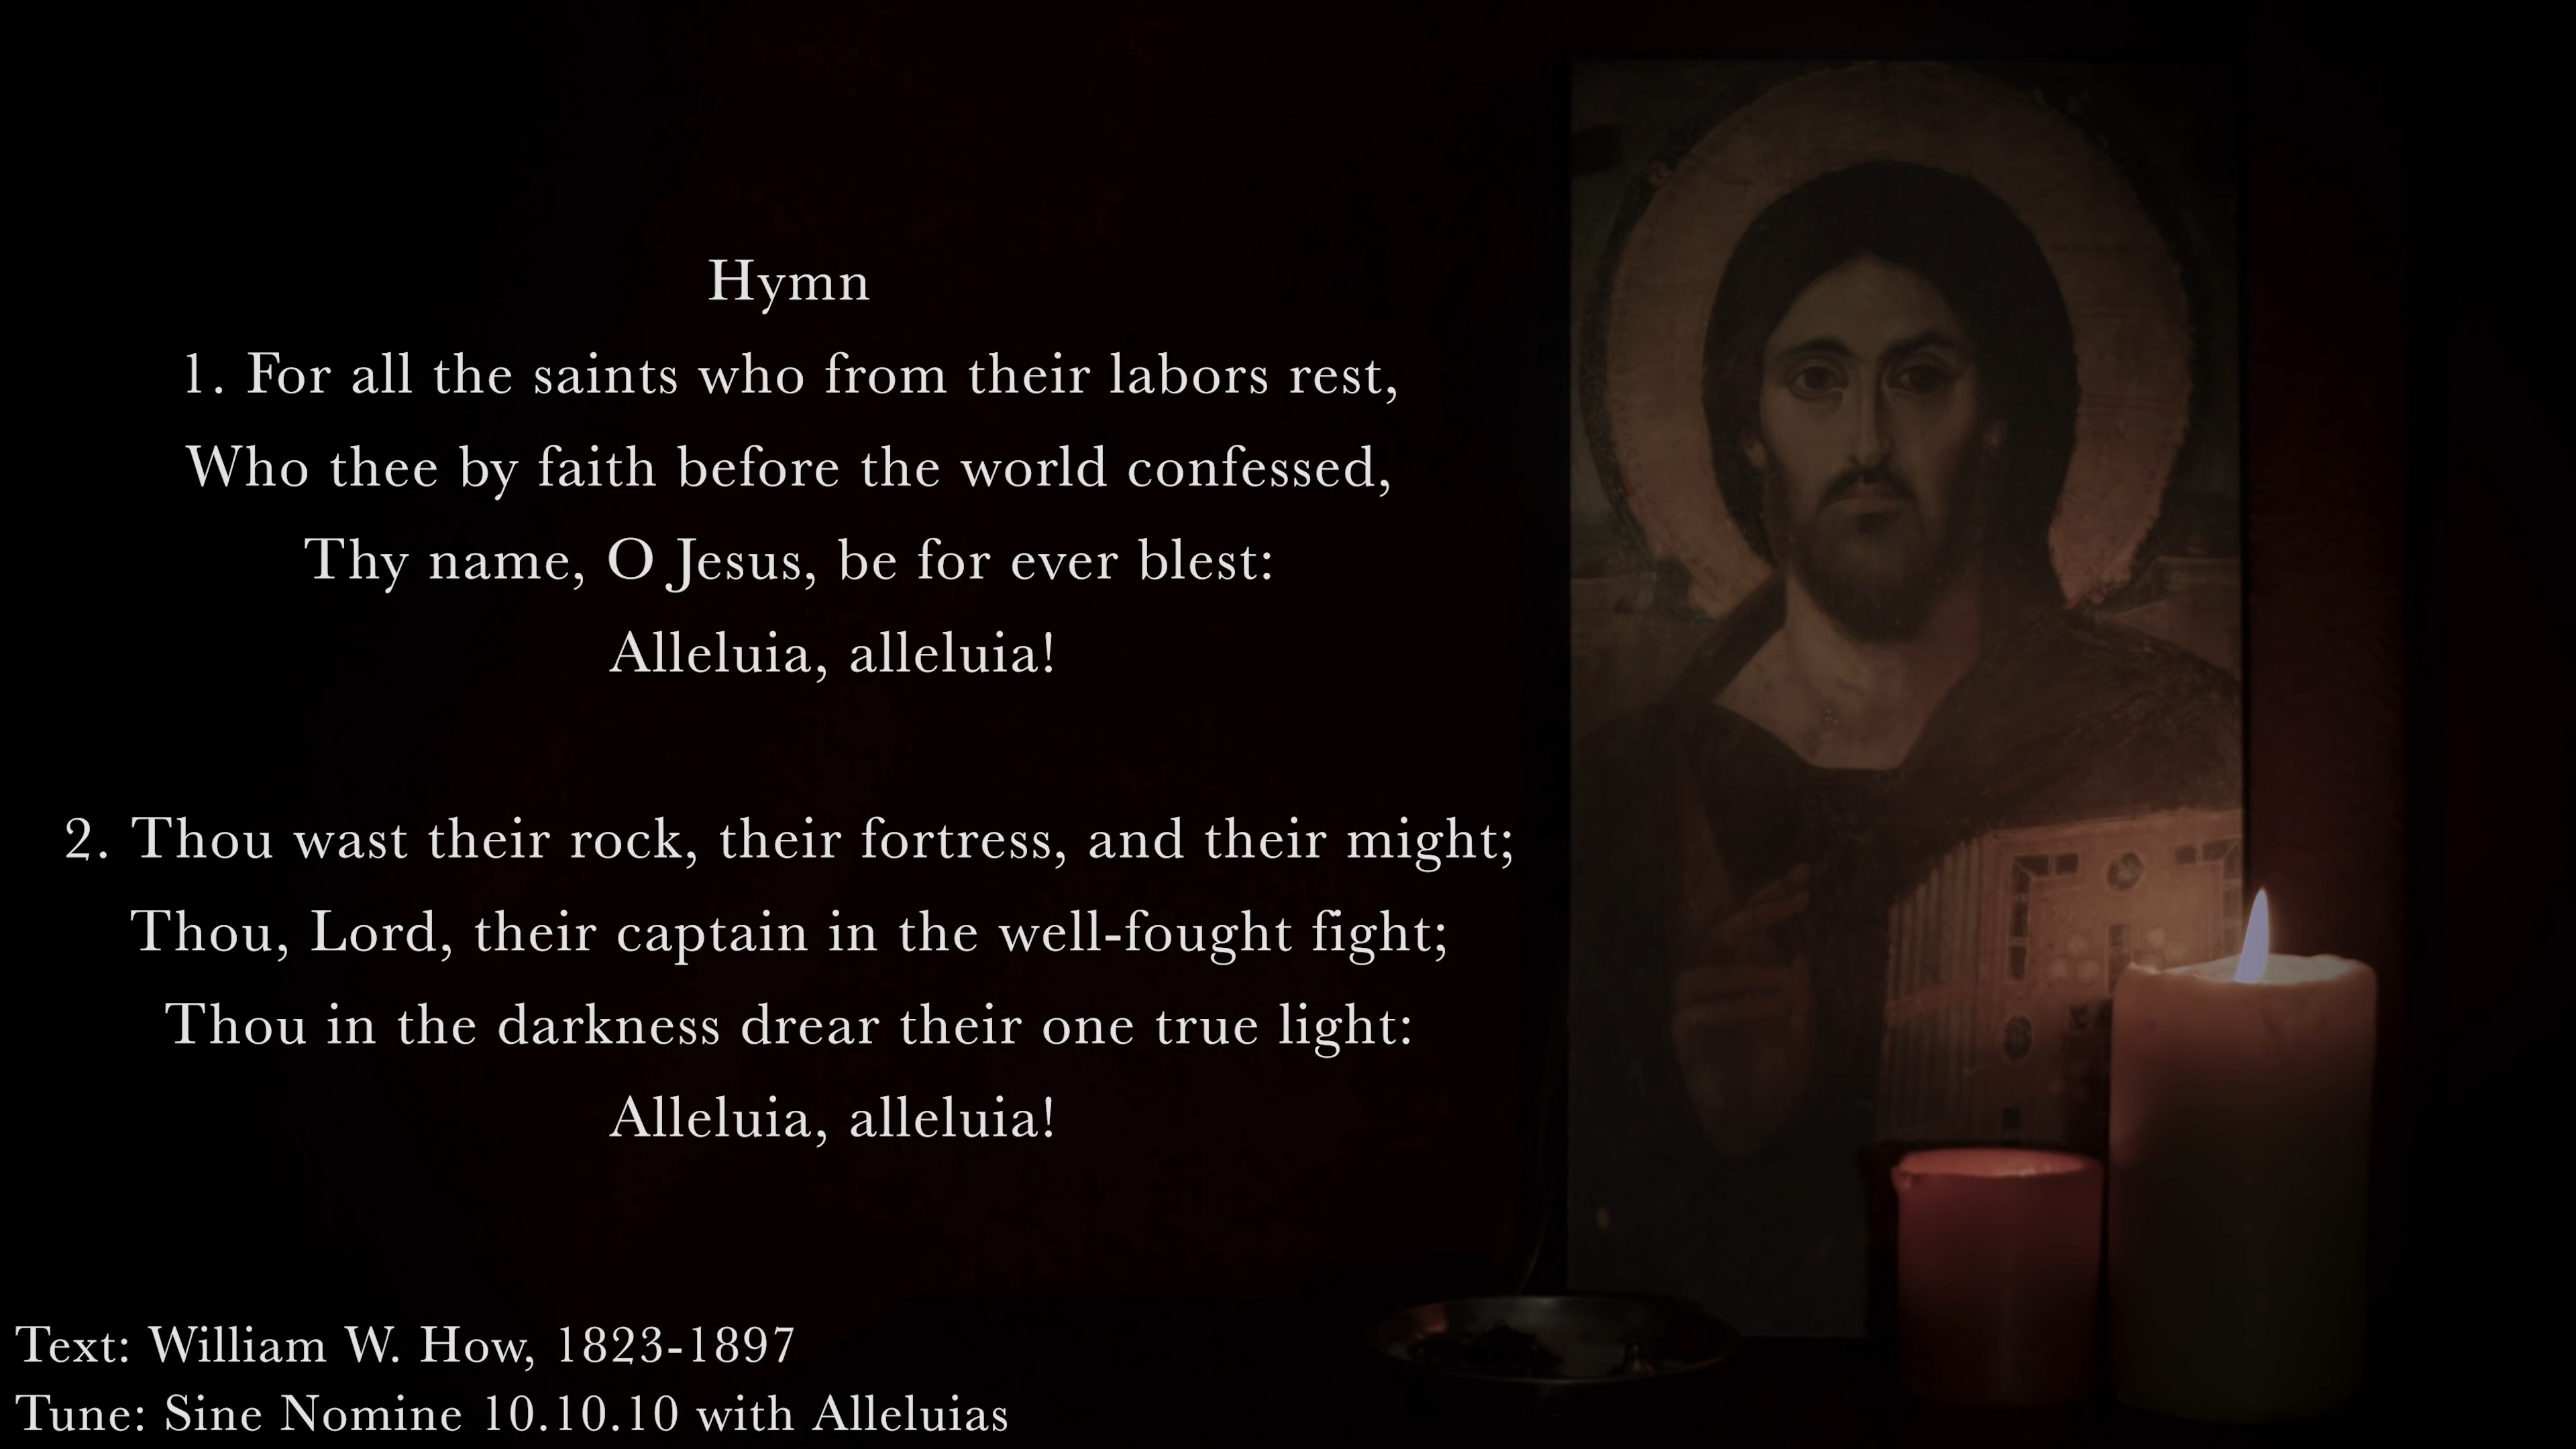 Hymn
1. For all the saints who from their labors rest,
Who thee by faith before the world confessed,
Thy name, O Jesus, be for ever blest:
Alleluia, alleluia!
2. Thou wast their rock, their fortress, and their might;
Thou, Lord, their captain in the well-fought fight;
Thou in the darkness drear their one true light:
Alleluia, alleluia!
Text: William W. How, 1823-1897
Tune: Sine Nomine 10.10.10 with Alleluias